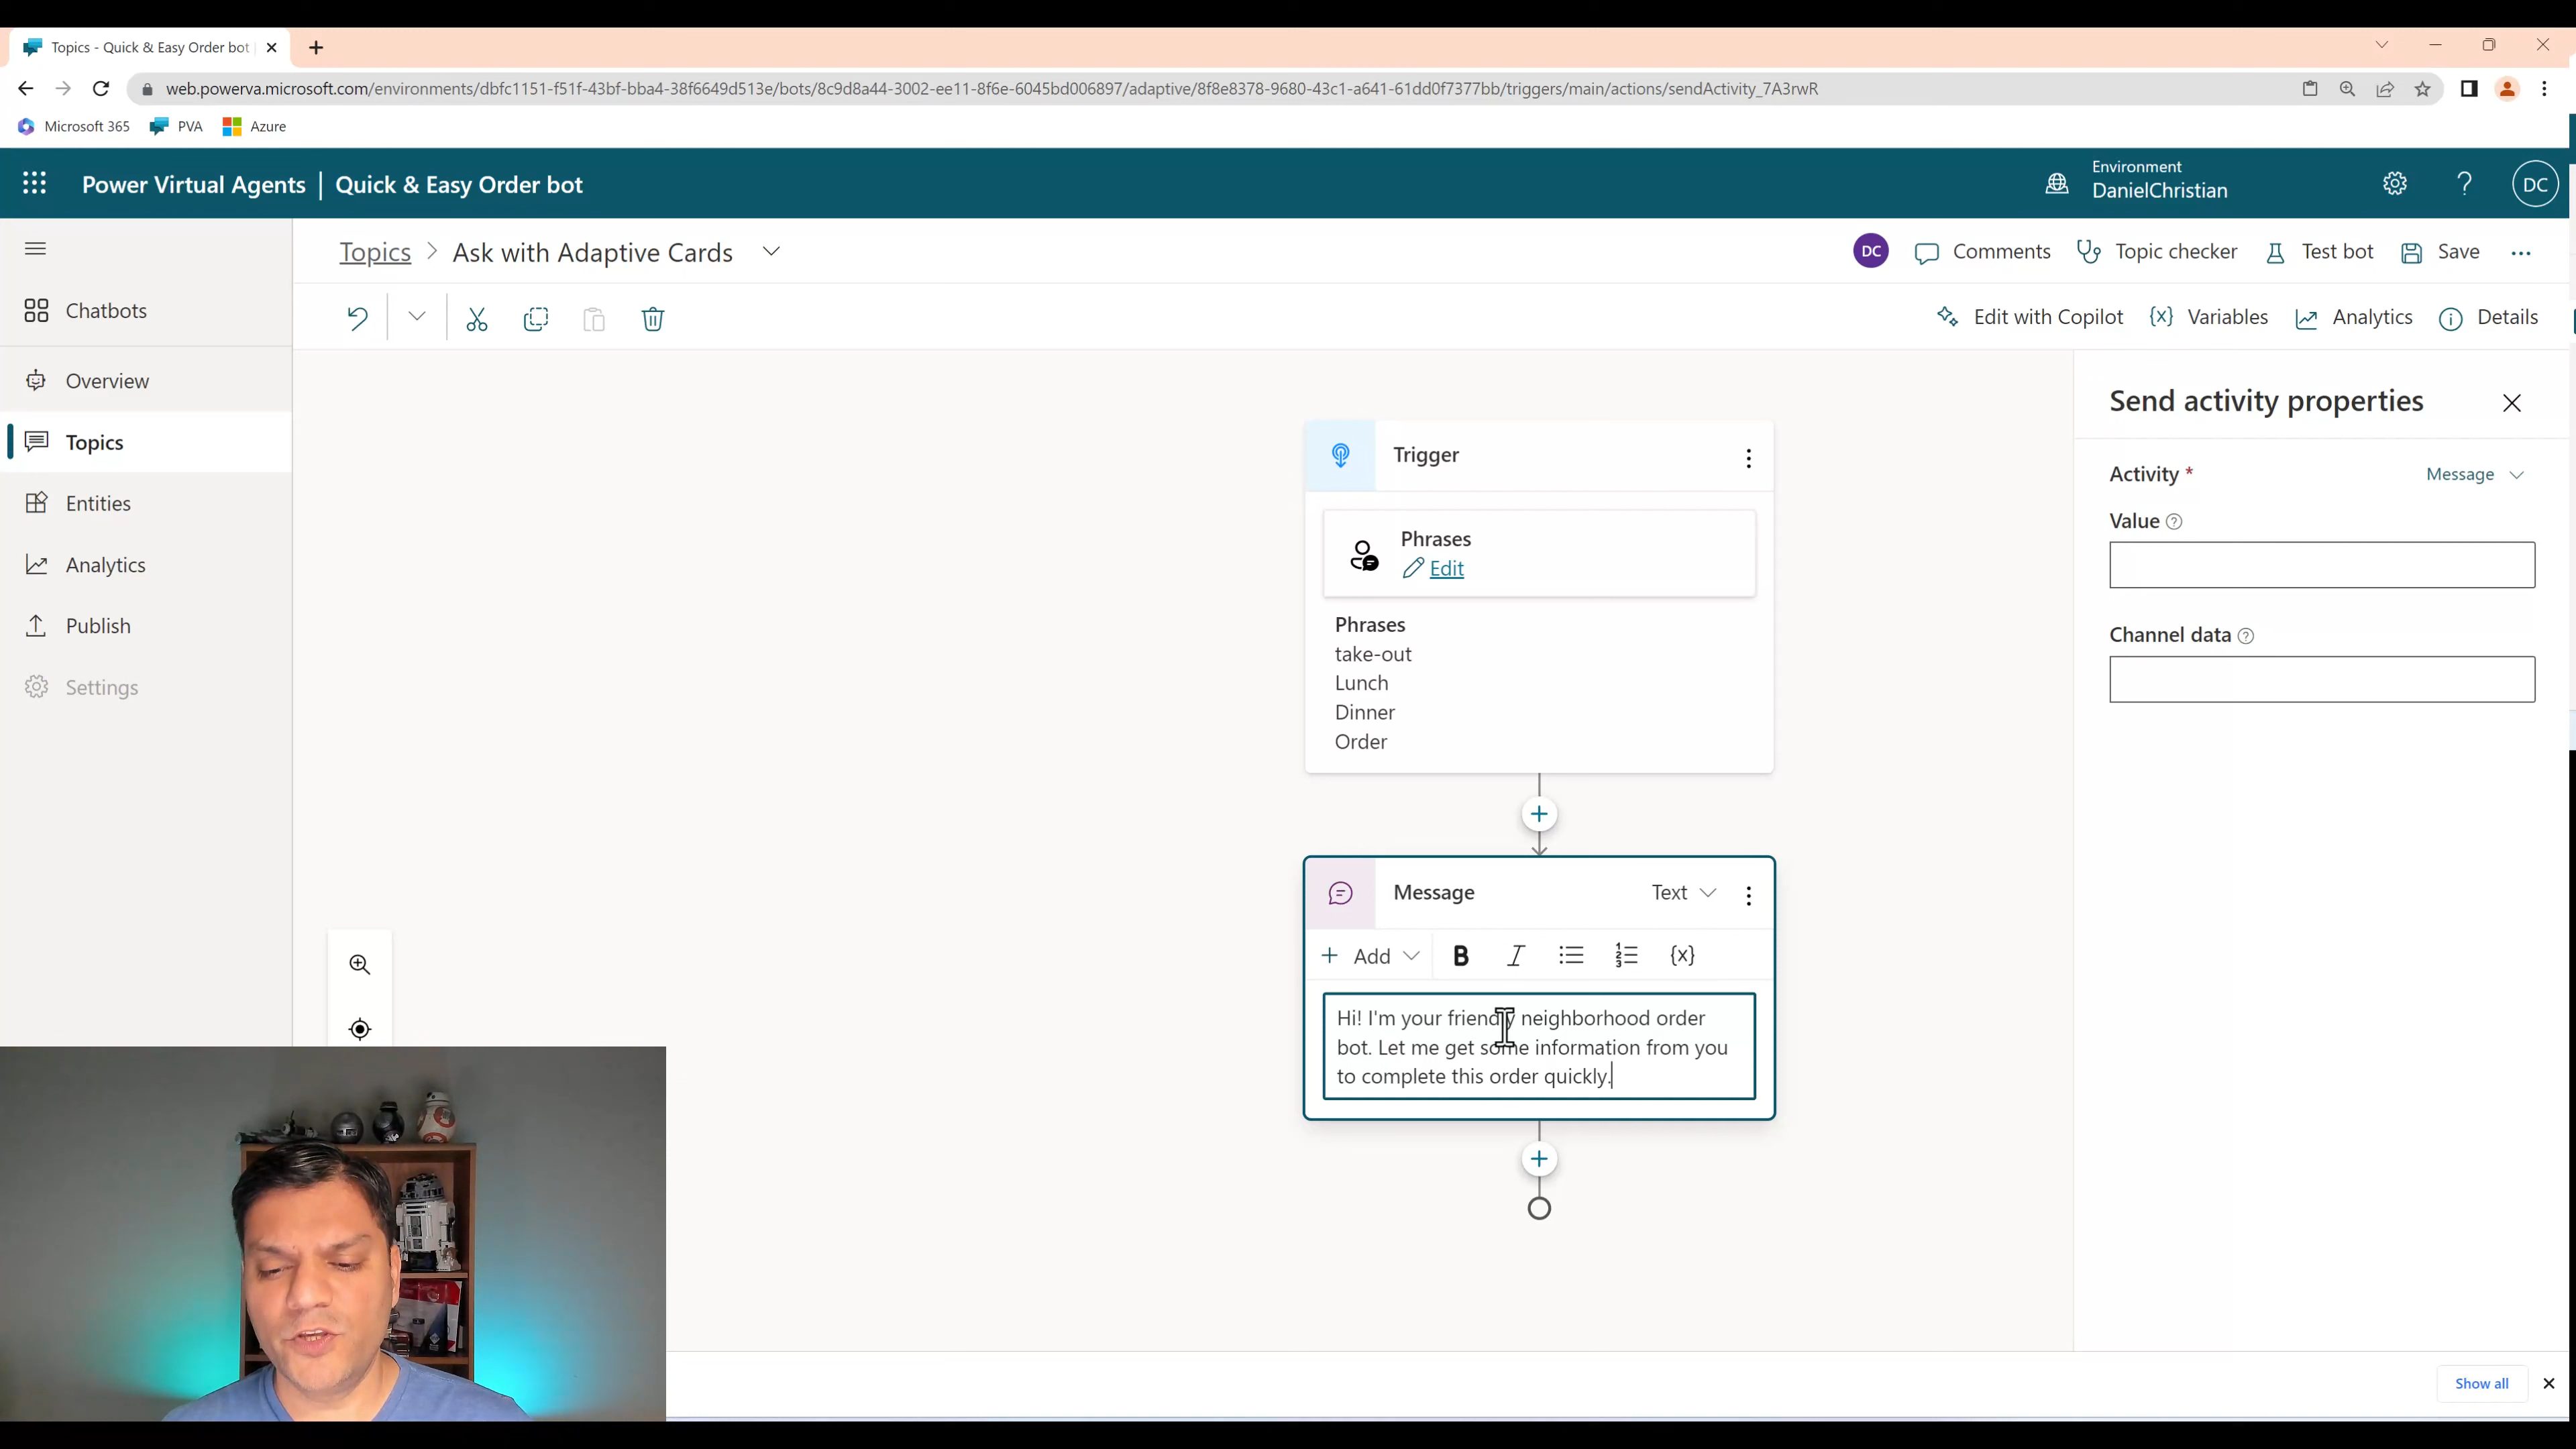 Topics - Quick & Easy Order bot
web.powerva.microsoft.com/environments/dbfc1151-f51f-43bf-bba4-38f6649d513e/bots/8c9d8a44-3002-ee11-8f6e-6045bd006897/adaptive/8f8e8378-9680-43c1-a641-61dd0f7377bb/triggers/main/actions/sendActivity_7A3rwR
Microsoft 365 PVA Azure
Power Virtual Agents | Quick & Easy Order bot
Environment
DanielChristian
DC
Topics > Ask with Adaptive Cards
DC Comments Topic checker Test bot Save
Edit with Copilot {x} Variables Analytics Details
Chatbots
Overview
Topics
Entities
Analytics
Publish
Settings
Trigger
Phrases
Edit
Phrases
take-out
Lunch
Dinner
Order
Message Text
+ Add B I {x}
Hi! I'm your friendly neighborhood order
bot. Let me get some information from you
to complete this order quickly.
Send activity properties
Activity * Message
Value
Channel data
Show all